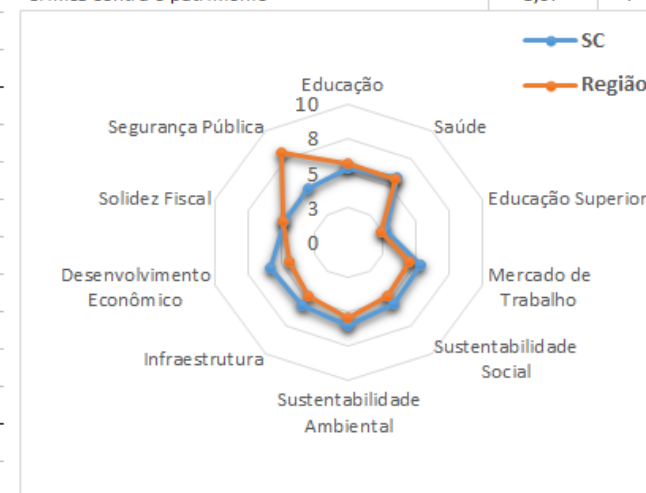 SC
Região
Educação
10
8
5
3
0
Segurança Pública
Saúde
Solidez Fiscal
Educação Superior
Desenvolvimento
Econômico
Mercado de
Trabalho
Infraestrutura
Sustentabilidade
Social
Sustentabilidade
Ambiental